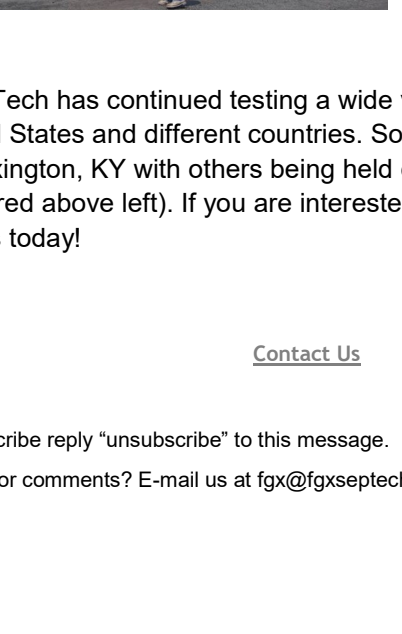 Tech has continued testing a wide
States and different countries. So
xington, KY with others being held
red above left). If you are intereste
today!
Contact Us
cribe reply “unsubscribe” to this message.
or comments? E-mail us at fgx@fgxseptecl